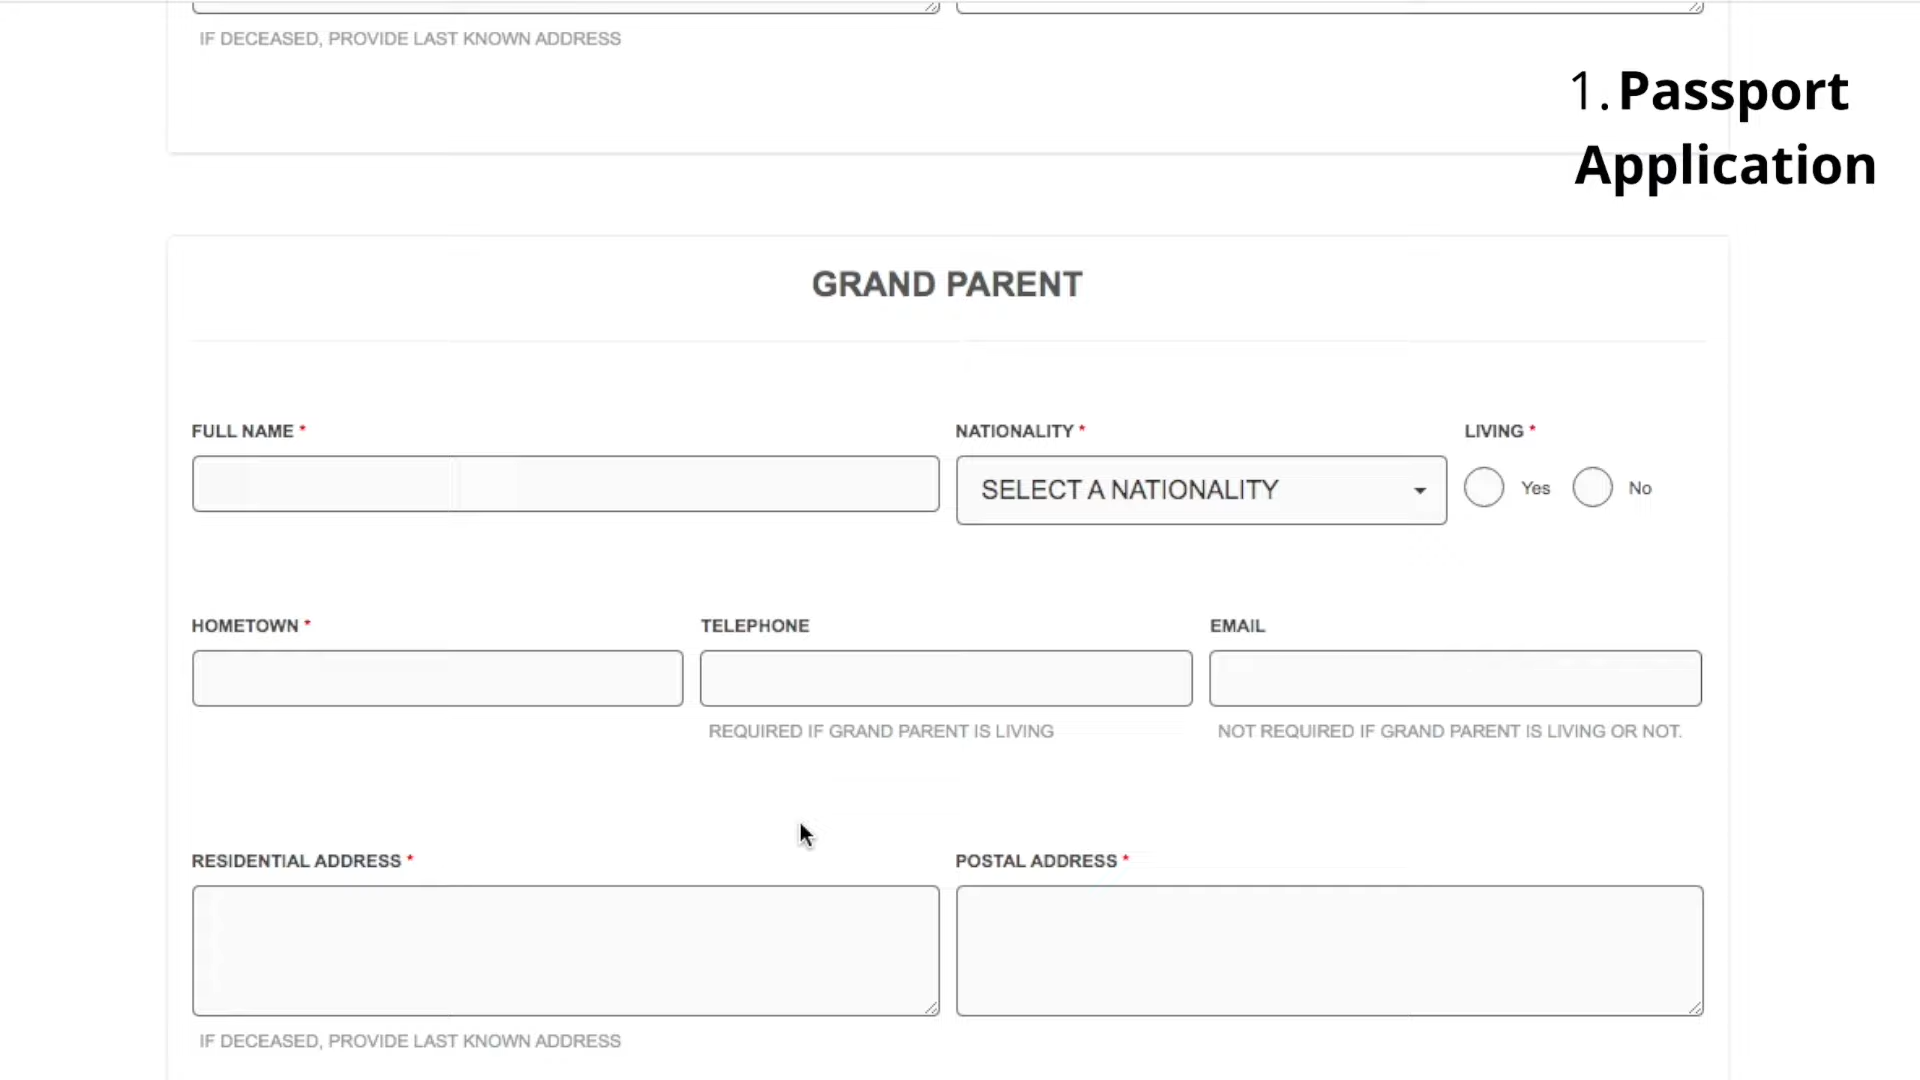 IF DECEASED, PROVIDE LAST KNOWN ADDRESS
1. Passport
Application
GRAND PARENT
FULL NAME *
NATIONALITY *
LIVING *
SELECT A NATIONALITY
Yes
No
HOMETOWN *
TELEPHONE
EMAIL
REQUIRED IF GRAND PARENT IS LIVING
NOT REQUIRED IF GRAND PARENT IS LIVING OR NOT.
RESIDENTIAL ADDRESS *
POSTAL ADDRESS *
IF DECEASED, PROVIDE LAST KNOWN ADDRESS